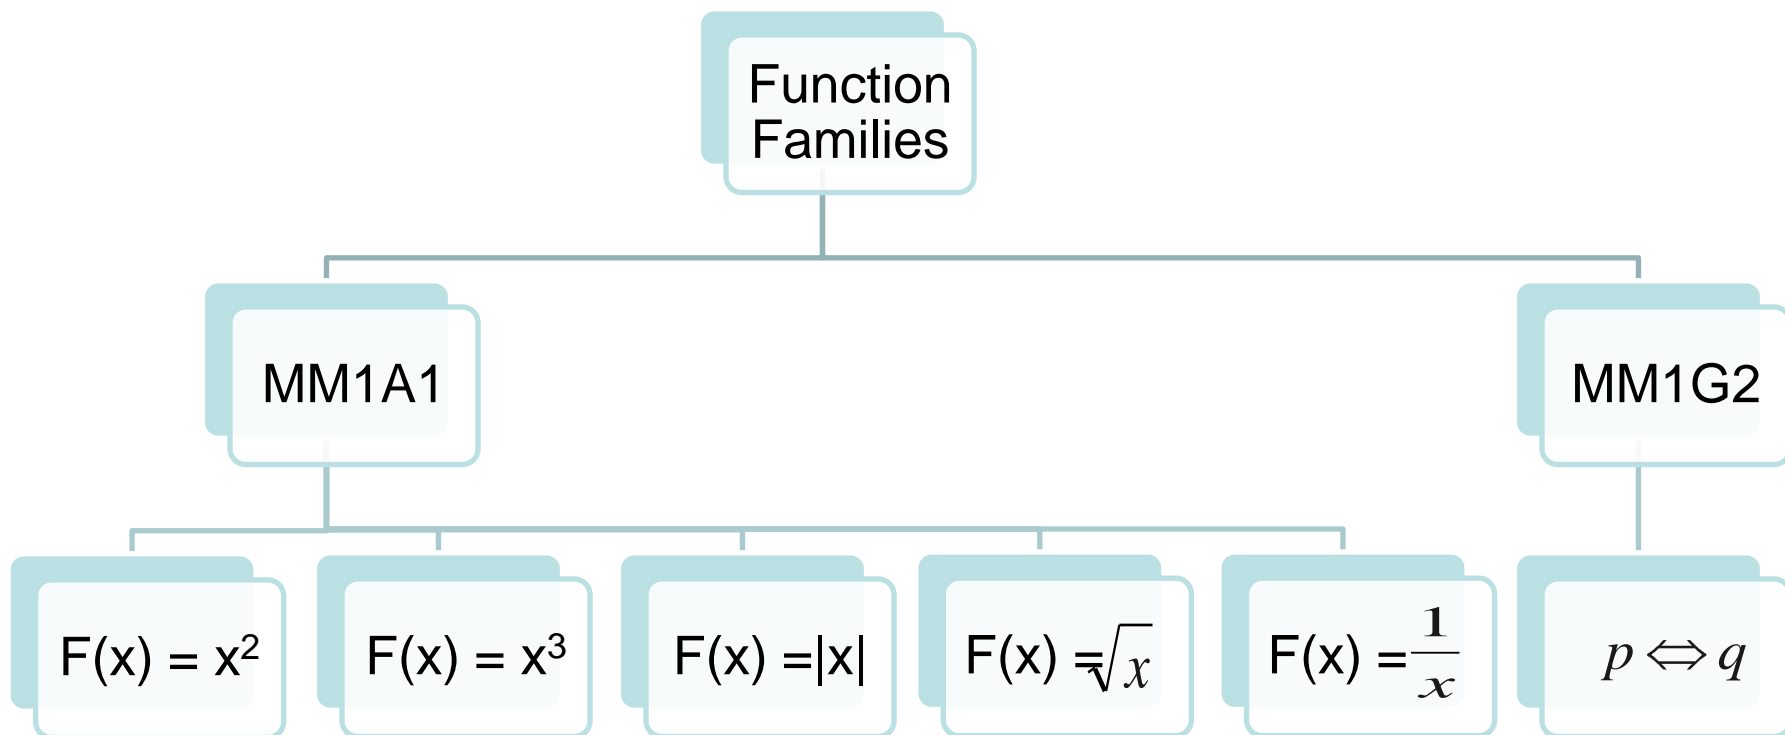 Function
Families
MM1A1
MM1G2
F(x) = x²
F(x) = x³
F(x) =|x|
F(x) =√x
F(x) =1/x
p⇔q